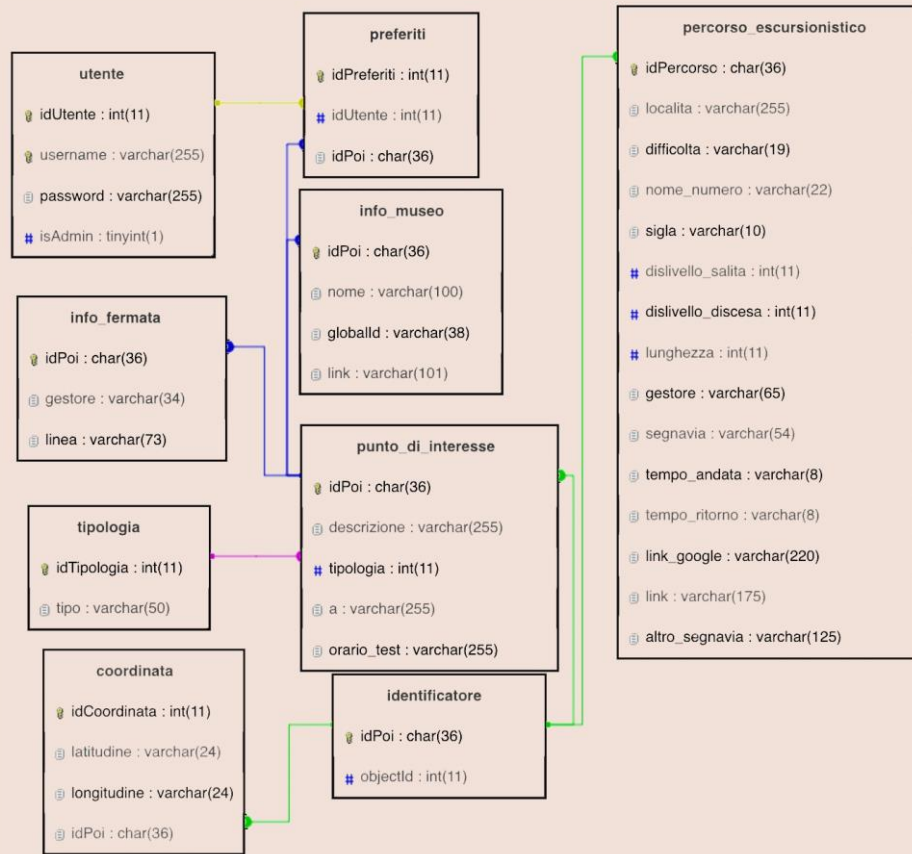 utente
idUtente : int(11)
username : varchar(255)
password : varchar(255)
# isAdmin : tinyint(1)
preferiti
idPreferiti : int(11)
# idUtente : int(11)
idPoi : char(36)
info_museo
idPoi : char(36)
nome : varchar(100)
globalId : varchar(38)
link : varchar(101)
info_fermata
idPoi : char(36)
gestore : varchar(34)
linea : varchar(73)
punto_di_interesse
idPoi : char(36)
descrizione : varchar(255)
# tipologia : int(11)
a : varchar(255)
orario_test : varchar(255)
tipologia
idTipologia : int(11)
tipo : varchar(50)
coordinata
idCoordinata : int(11)
latitudine : varchar(24)
longitudine : varchar(24)
idPoi : char(36)
identificatore
idPoi : char(36)
# objectId : int(11)
percorso_escursionistico
idPercorso : char(36)
localita : varchar(255)
difficolta : varchar(19)
nome_numero : varchar(22)
sigla : varchar(10)
# dislivello_salita : int(11)
# dislivello_discesa : int(11)
# lunghezza : int(11)
gestore : varchar(65)
segnavia : varchar(54)
tempo_andata : varchar(8)
tempo_ritorno : varchar(8)
link_google : varchar(220)
link : varchar(175)
altro_segnavia : varchar(125)